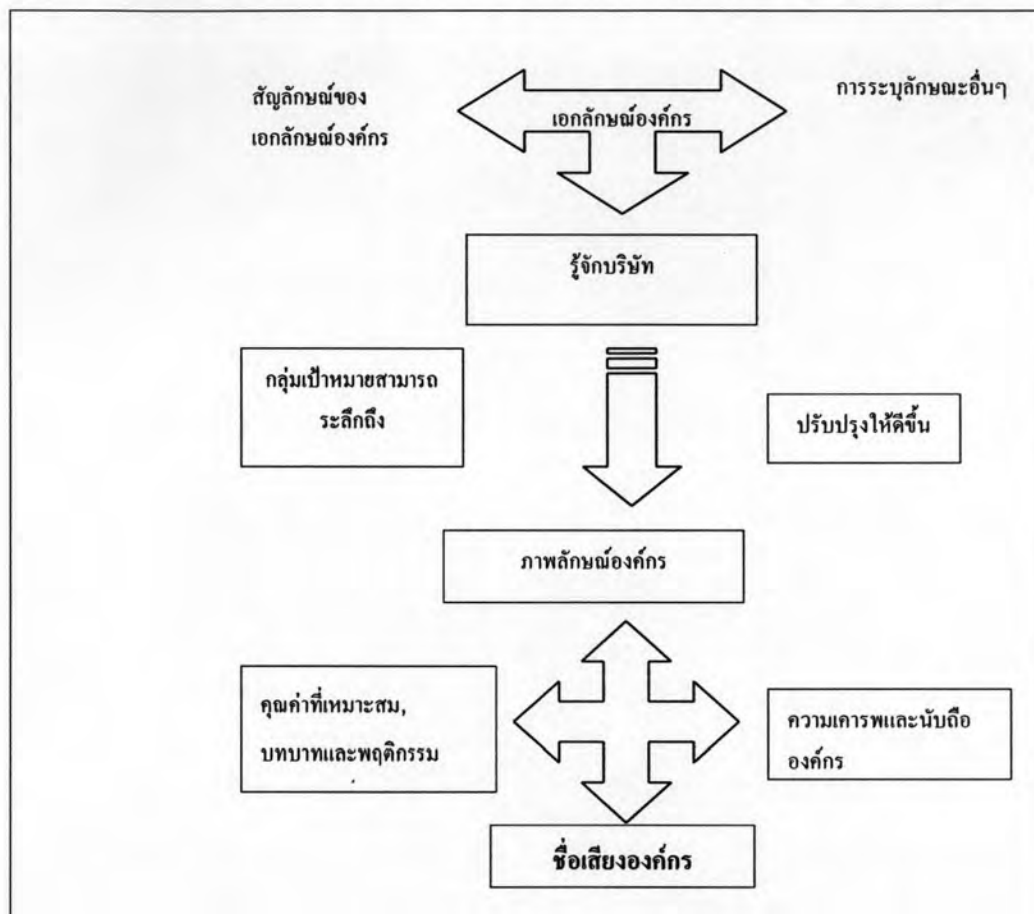 สัญลักษณ์ของ
เอกลักษณ์องค์กร
เอกลักษณ์องค์กร
การระบุลักษณะอื่นๆ
รู้จักบริษัท
กลุ่มเป้าหมายสามารถ
ระลึกถึง
ปรับปรุงให้ดีขึ้น
ภาพลักษณ์องค์กร
คุณค่าที่เหมาะสม,
บทบาทและพฤติกรรม
ความเคารพและนับถือ
องค์กร
ชื่อเสียงองค์กร